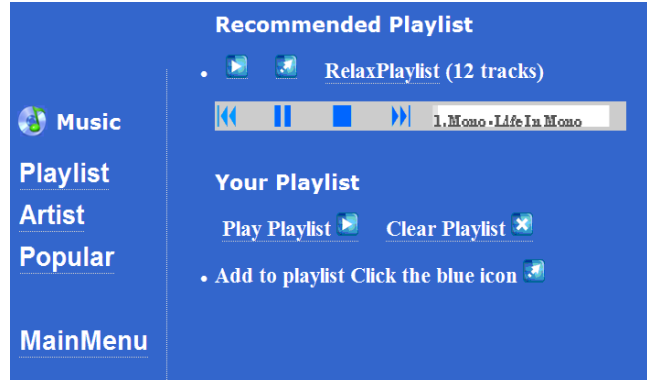 Recommended Playlist
RelaxPlaylist (12 tracks)
Music
1.Mono - Life In Mono
Playlist
Your Playlist
Artist
Play Playlist
Clear Playlist
Popular
Add to playlist Click the blue icon
MainMenu